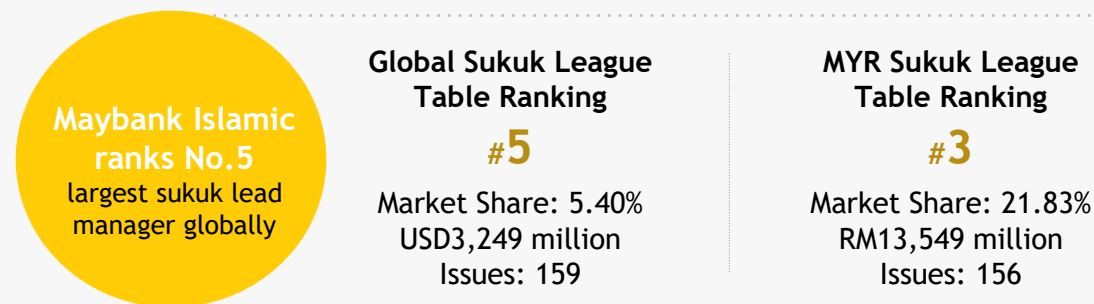 Maybank Islamic
ranks No.5
largest sukuk lead
manager globally
Global Sukuk League
Table Ranking
#5
Market Share: 5.40%
USD3,249 million
Issues: 159
MYR Sukuk League
Table Ranking
#3
Market Share: 21.83%
RM13,549 million
Issues: 156